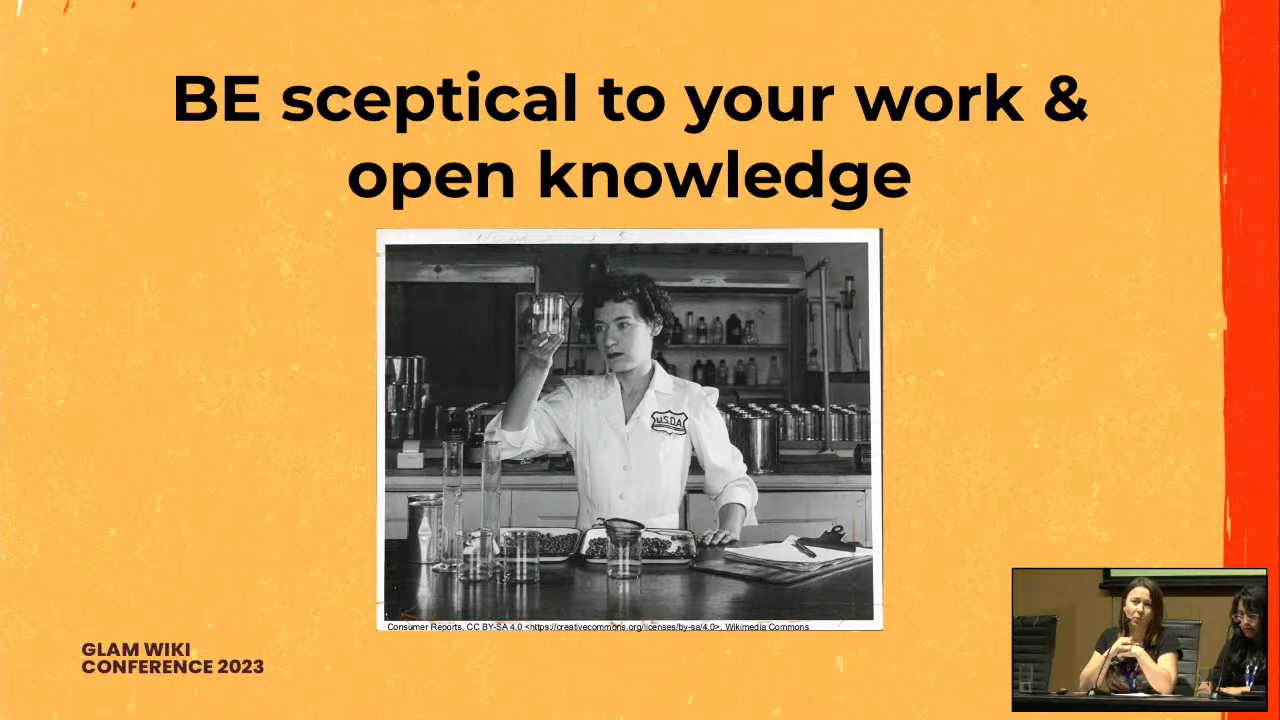 BE sceptical to your work &
open knowledge
USDA
Consumer Reports, CC BY-SA 4.0 <https://creativecommons.org/licenses/by-sa/4.0>, Wikimedia Commons
GLAM WIKI
CONFERENCE 2023